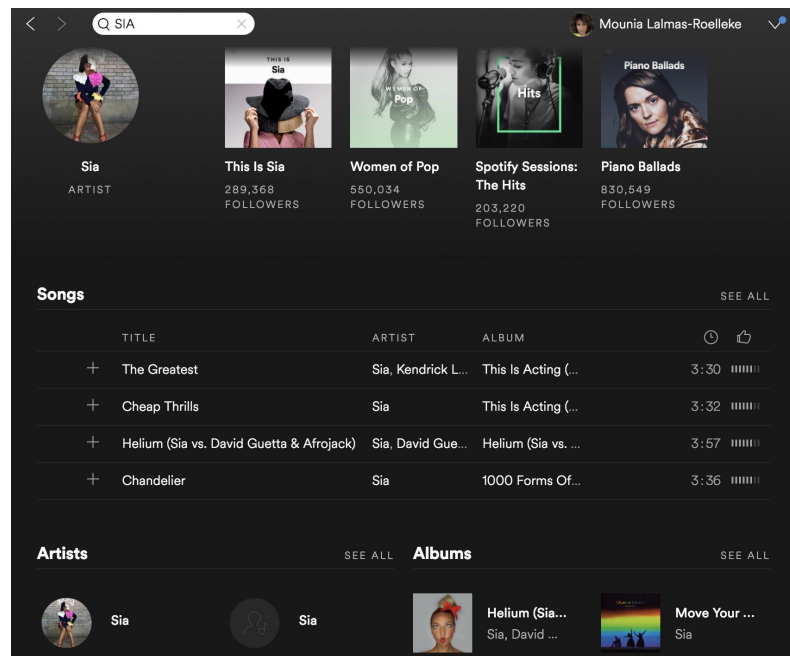 SIA
Mounia Lalmas-Roelleke
THIS IS
Sia
WOMEN OF
Pop
Hits
Piano Ballads
Sia
ARTIST
This Is Sia
289,368
FOLLOWERS
Women of Pop
550,034
FOLLOWERS
Spotify Sessions:
The Hits
203,220
FOLLOWERS
Piano Ballads
830,549
FOLLOWERS
Songs
SEE ALL
TITLE ARTIST ALBUM
The Greatest Sia, Kendrick L... This Is Acting (... 3:30
Cheap Thrills Sia This Is Acting (... 3:32
Helium (Sia vs. David Guetta & Afrojack) Sia, David Gue... Helium (Sia vs. ... 3:57
Chandelier Sia 1000 Forms Of... 3:36
Artists SEE ALL
Sia
Sia
Albums SEE ALL
Helium (Sia...
Sia, David ...
Move Your ...
Sia